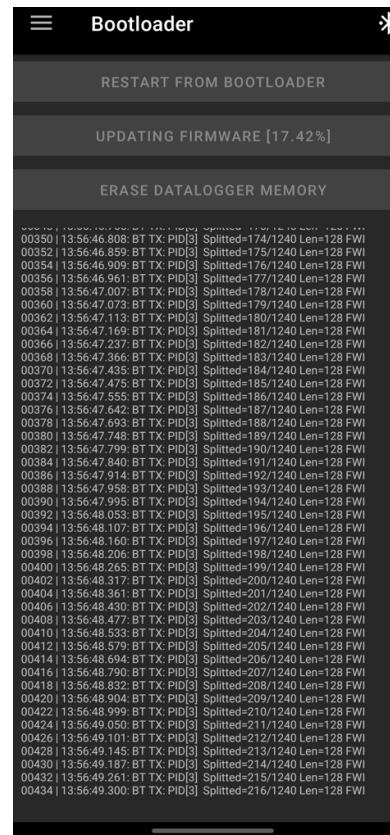 Bootloader
RESTART FROM BOOTLOADER
UPDATING FIRMWARE [17.42%]
ERASE DATALOGGER MEMORY
00350 | 13:56:46.808: BT TX: PID[3] Splitted=174/1240 Len=128 FWI
00352 | 13:56:46.859: BT TX: PID[3] Splitted=175/1240 Len=128 FWI
00354 | 13:56:46.909: BT TX: PID[3] Splitted=176/1240 Len=128 FWI
00356 | 13:56:46.961: BT TX: PID[3] Splitted=177/1240 Len=128 FWI
00358 | 13:56:47.007: BT TX: PID[3] Splitted=178/1240 Len=128 FWI
00360 | 13:56:47.073: BT TX: PID[3] Splitted=179/1240 Len=128 FWI
00362 | 13:56:47.113: BT TX: PID[3] Splitted=180/1240 Len=128 FWI
00364 | 13:56:47.169: BT TX: PID[3] Splitted=181/1240 Len=128 FWI
00366 | 13:56:47.237: BT TX: PID[3] Splitted=182/1240 Len=128 FWI
00368 | 13:56:47.366: BT TX: PID[3] Splitted=183/1240 Len=128 FWI
00370 | 13:56:47.435: BT TX: PID[3] Splitted=184/1240 Len=128 FWI
00372 | 13:56:47.475: BT TX: PID[3] Splitted=185/1240 Len=128 FWI
00374 | 13:56:47.555: BT TX: PID[3] Splitted=186/1240 Len=128 FWI
00376 | 13:56:47.642: BT TX: PID[3] Splitted=187/1240 Len=128 FWI
00378 | 13:56:47.693: BT TX: PID[3] Splitted=188/1240 Len=128 FWI
00380 | 13:56:47.748: BT TX: PID[3] Splitted=189/1240 Len=128 FWI
00382 | 13:56:47.799: BT TX: PID[3] Splitted=190/1240 Len=128 FWI
00384 | 13:56:47.840: BT TX: PID[3] Splitted=191/1240 Len=128 FWI
00386 | 13:56:47.914: BT TX: PID[3] Splitted=192/1240 Len=128 FWI
00388 | 13:56:47.958: BT TX: PID[3] Splitted=193/1240 Len=128 FWI
00390 | 13:56:47.995: BT TX: PID[3] Splitted=194/1240 Len=128 FWI
00392 | 13:56:48.053: BT TX: PID[3] Splitted=195/1240 Len=128 FWI
00394 | 13:56:48.107: BT TX: PID[3] Splitted=196/1240 Len=128 FWI
00396 | 13:56:48.160: BT TX: PID[3] Splitted=197/1240 Len=128 FWI
00398 | 13:56:48.206: BT TX: PID[3] Splitted=198/1240 Len=128 FWI
00400 | 13:56:48.265: BT TX: PID[3] Splitted=199/1240 Len=128 FWI
00402 | 13:56:48.317: BT TX: PID[3] Splitted=200/1240 Len=128 FWI
00404 | 13:56:48.361: BT TX: PID[3] Splitted=201/1240 Len=128 FWI
00406 | 13:56:48.430: BT TX: PID[3] Splitted=202/1240 Len=128 FWI
00408 | 13:56:48.477: BT TX: PID[3] Splitted=203/1240 Len=128 FWI
00410 | 13:56:48.533: BT TX: PID[3] Splitted=204/1240 Len=128 FWI
00412 | 13:56:48.579: BT TX: PID[3] Splitted=205/1240 Len=128 FWI
00414 | 13:56:48.694: BT TX: PID[3] Splitted=206/1240 Len=128 FWI
00416 | 13:56:48.790: BT TX: PID[3] Splitted=207/1240 Len=128 FWI
00418 | 13:56:48.832: BT TX: PID[3] Splitted=208/1240 Len=128 FWI
00420 | 13:56:48.904: BT TX: PID[3] Splitted=209/1240 Len=128 FWI
00422 | 13:56:48.999: BT TX: PID[3] Splitted=210/1240 Len=128 FWI
00424 | 13:56:49.050: BT TX: PID[3] Splitted=211/1240 Len=128 FWI
00426 | 13:56:49.101: BT TX: PID[3] Splitted=212/1240 Len=128 FWI
00428 | 13:56:49.145: BT TX: PID[3] Splitted=213/1240 Len=128 FWI
00430 | 13:56:49.187: BT TX: PID[3] Splitted=214/1240 Len=128 FWI
00432 | 13:56:49.261: BT TX: PID[3] Splitted=215/1240 Len=128 FWI
00434 | 13:56:49.300: BT TX: PID[3] Splitted=216/1240 Len=128 FWI